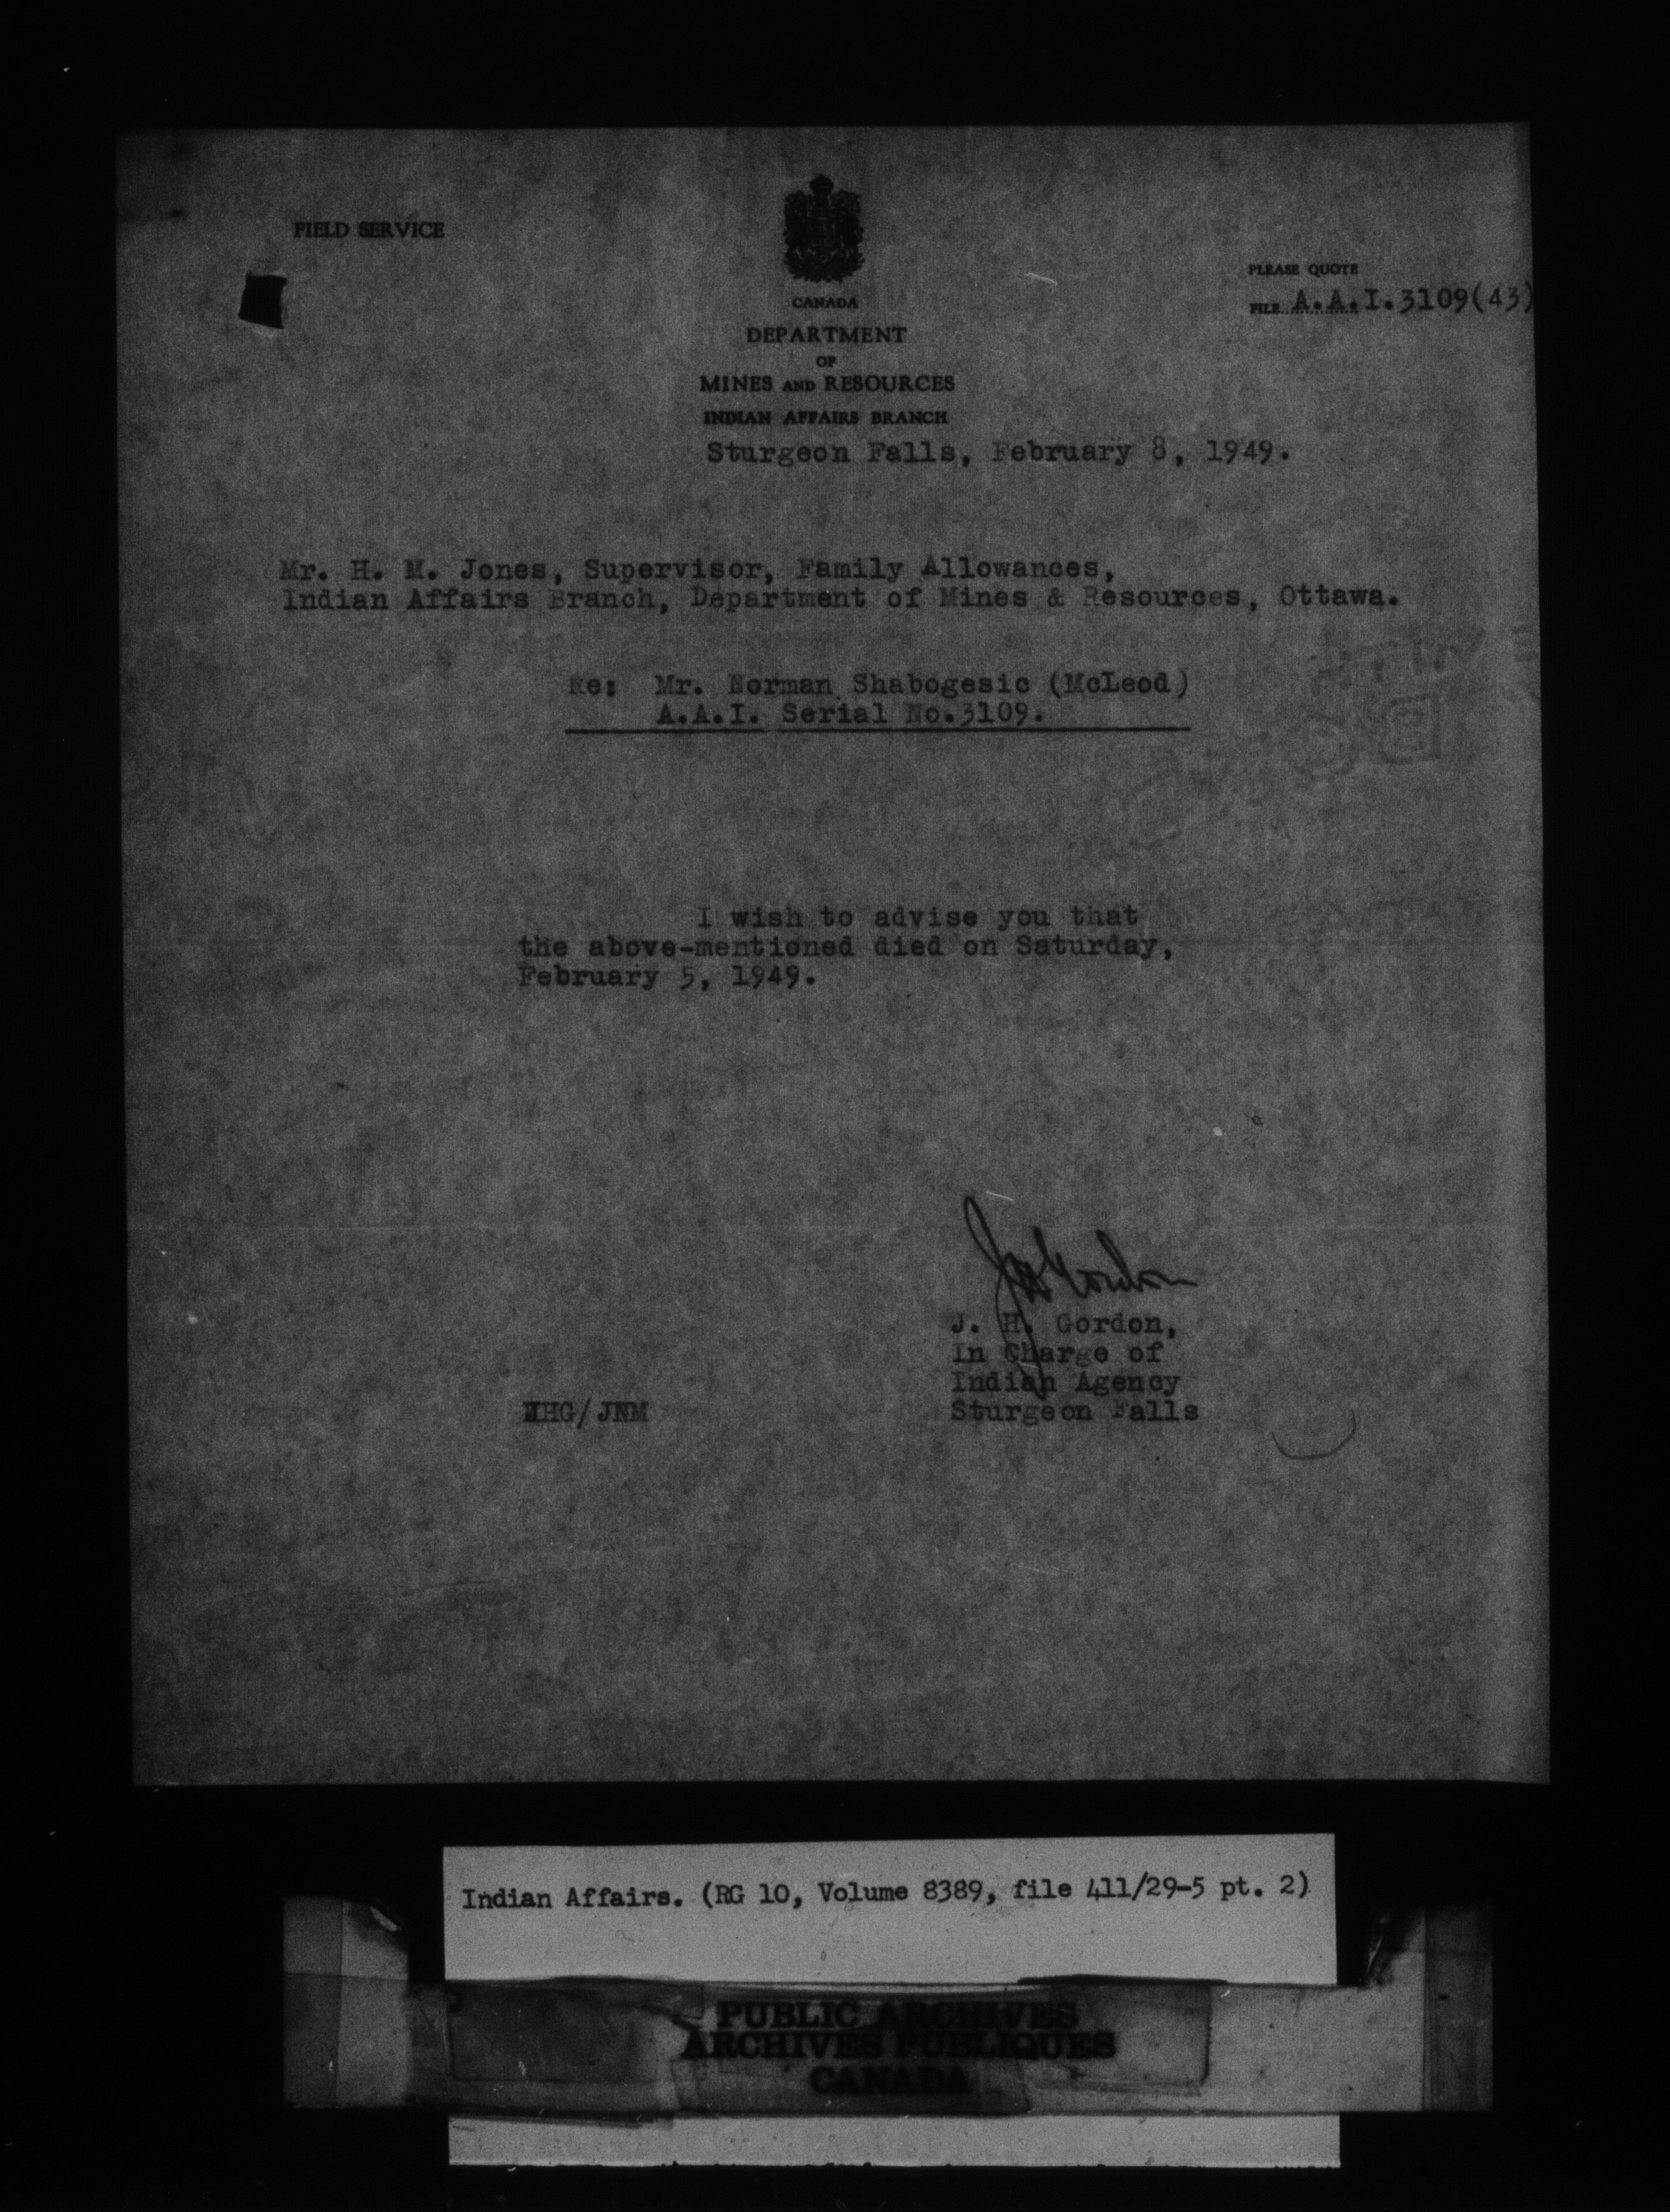 FIELD SERVICE
CANADA
DEPARTMENT
OF
MINES AND RESOURCES
INDIAN AFFAIRS BRANCH
PLEASE QUOTE
FILE A.A.I.3109(43)
Sturgeon Falls, February 8, 1949.
Mr. H. M. Jones, Supervisor, Family Allowances,
Indian Affairs Branch, Department of Mines & Resources, Ottawa.
Re: Mr. Norman Shabogesic (McLeod)
A.A.I. Serial No.3109.
I wish to advise you that
the above-mentioned died on Saturday,
February 5, 1949.
J H Gordon
J. H. Gordon,
In Charge of
Indian Agency
Sturgeon Falls
HG/JNM
Indian Affairs. (RG 10, Volume 8389, file 411/29-5 pt. 2)
PUBLIC ARCHIVES
ARCHIVES PUBLIQUES
CANADA